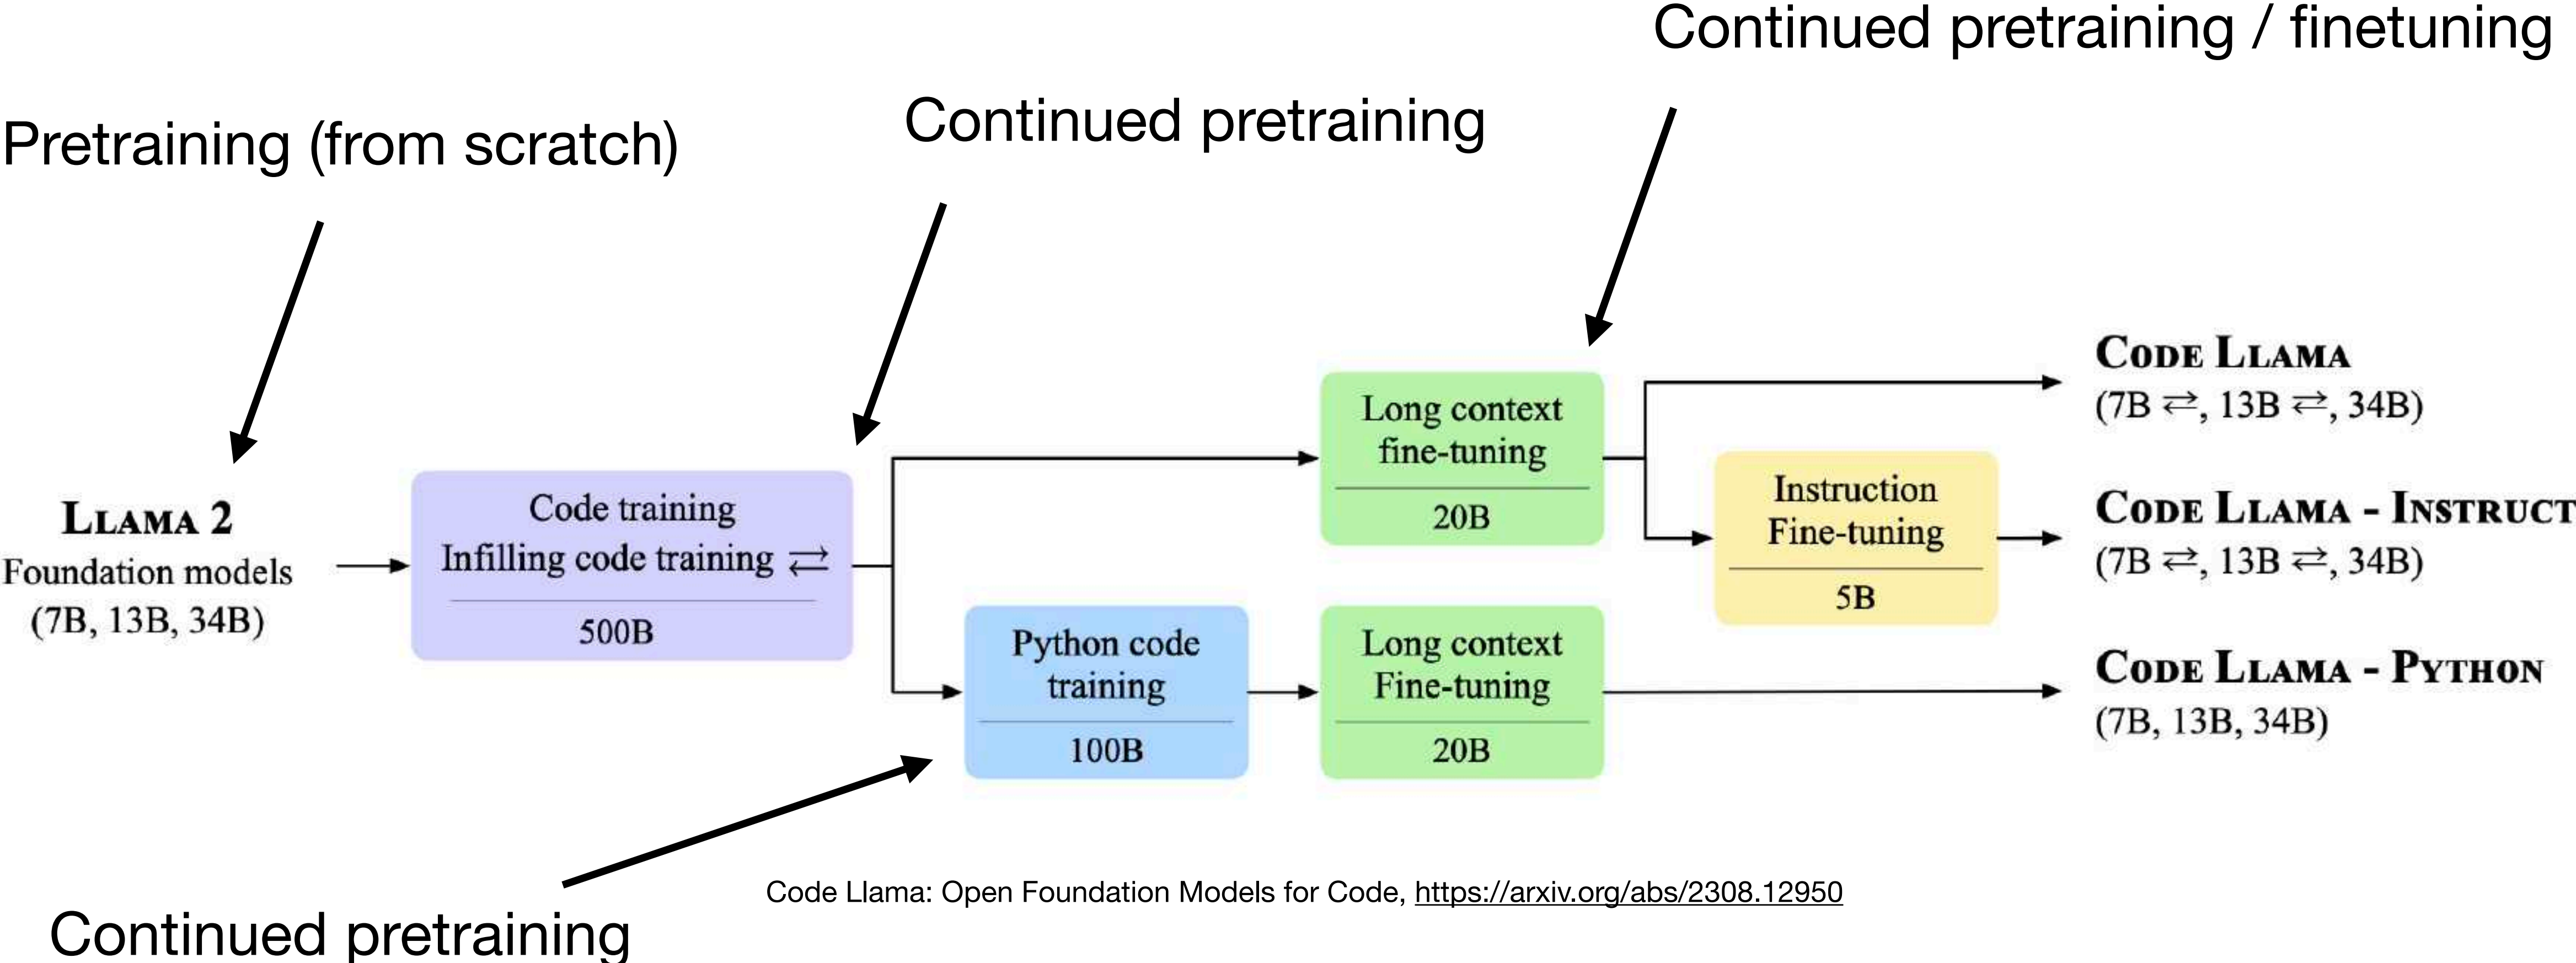 Continued pretraining / finetuning
Continued pretraining
Pretraining (from scratch)
LLAMA 2
Foundation models
(7B, 13B, 34B)
Code training
Infilling code training ⇄
500B
Python code
training
100B
Long context
fine-tuning
20B
Long context
Fine-tuning
20B
Instruction
Fine-tuning
5B
CODE LLAMA
(7B ⇄, 13B ⇄, 34B)
CODE LLAMA - INSTRUCT
(7B ⇄, 13B ⇄, 34B)
CODE LLAMA - PYTHON
(7B, 13B, 34B)
Code Llama: Open Foundation Models for Code, https://arxiv.org/abs/2308.12950
Continued pretraining